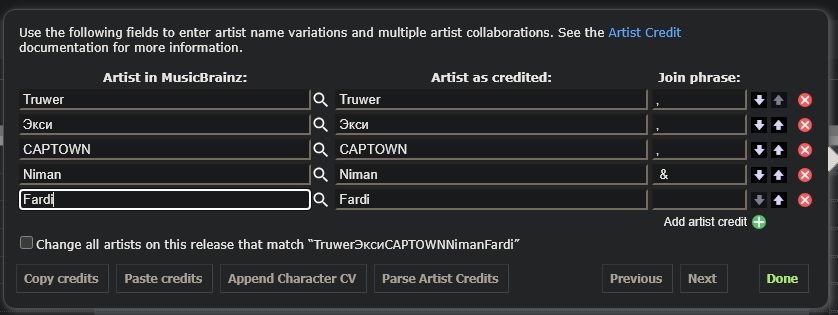 Use the following fields to enter artist name variations and multiple artist collaborations. See the Artist Credit
documentation for more information.
Artist in MusicBrainz: Artist as credited: Join phrase:
Truwer Truwer ,
Экси Экси ,
CAPTOWN CAPTOWN ,
Niman Niman &
Fardi Fardi
Add artist credit
Change all artists on this release that match “TruwerЭксиCAPTOWNNimanFardi”
Copy credits Paste credits Append Character CV Parse Artist Credits Previous Next Done